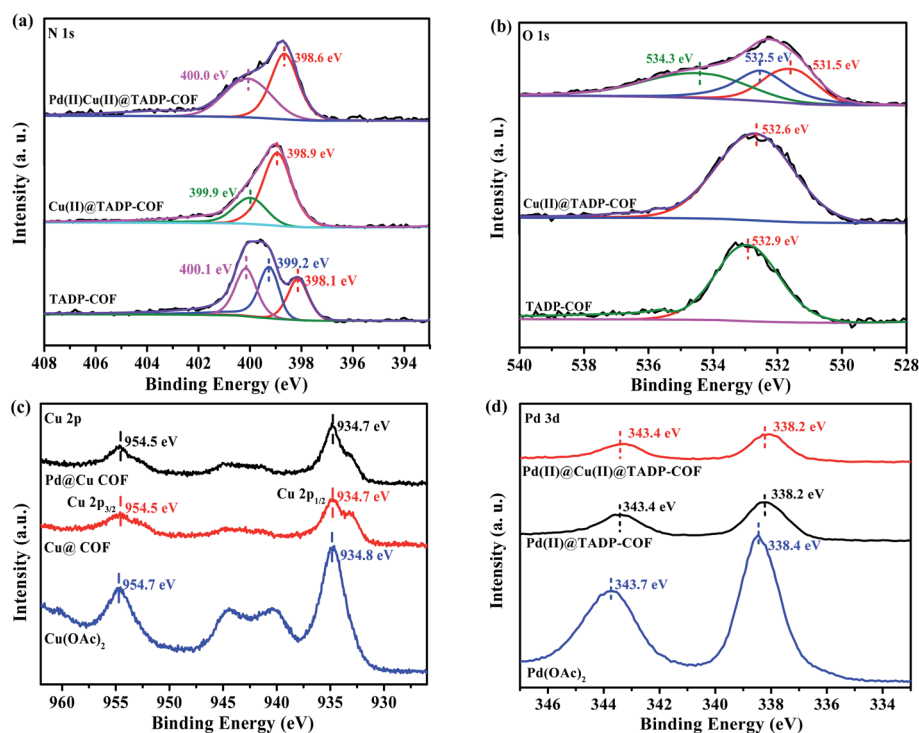 (a)
N 1s
400.0 eV
398.6 eV
Pd(II)Cu(II)@TADP-COF
398.9 eV
399.9 eV
Cu(II)@TADP-COF
400.1 eV
399.2 eV
398.1 eV
TADP-COF
408 406 404 402 400 398 396 394
Binding Energy (eV)
Intensity (a. u.)
(b)
O 1s
534.3 eV
532.5 eV
531.5 eV
532.6 eV
Cu(II)@TADP-COF
532.9 eV
TADP-COF
540 538 536 534 532 530 528
Binding Energy (eV)
Intensity (a. u.)
(c)
Cu 2p
954.5 eV
934.7 eV
Pd@Cu COF
Cu 2p3/2
954.5 eV
Cu 2p1/2
934.7 eV
Cu@ COF
954.7 eV
934.8 eV
Cu(OAc)2
960 955 950 945 940 935 930
Binding Energy (eV)
Intensity (a.u.)
(d)
Pd 3d
343.4 eV
338.2 eV
Pd(II)@Cu(II)@TADP-COF
343.4 eV
338.2 eV
Pd(II)@TADP-COF
343.7 eV
338.4 eV
Pd(OAc)2
346 344 342 340 338 336 334
Binding Energy (eV)
Intensity (a.u.)